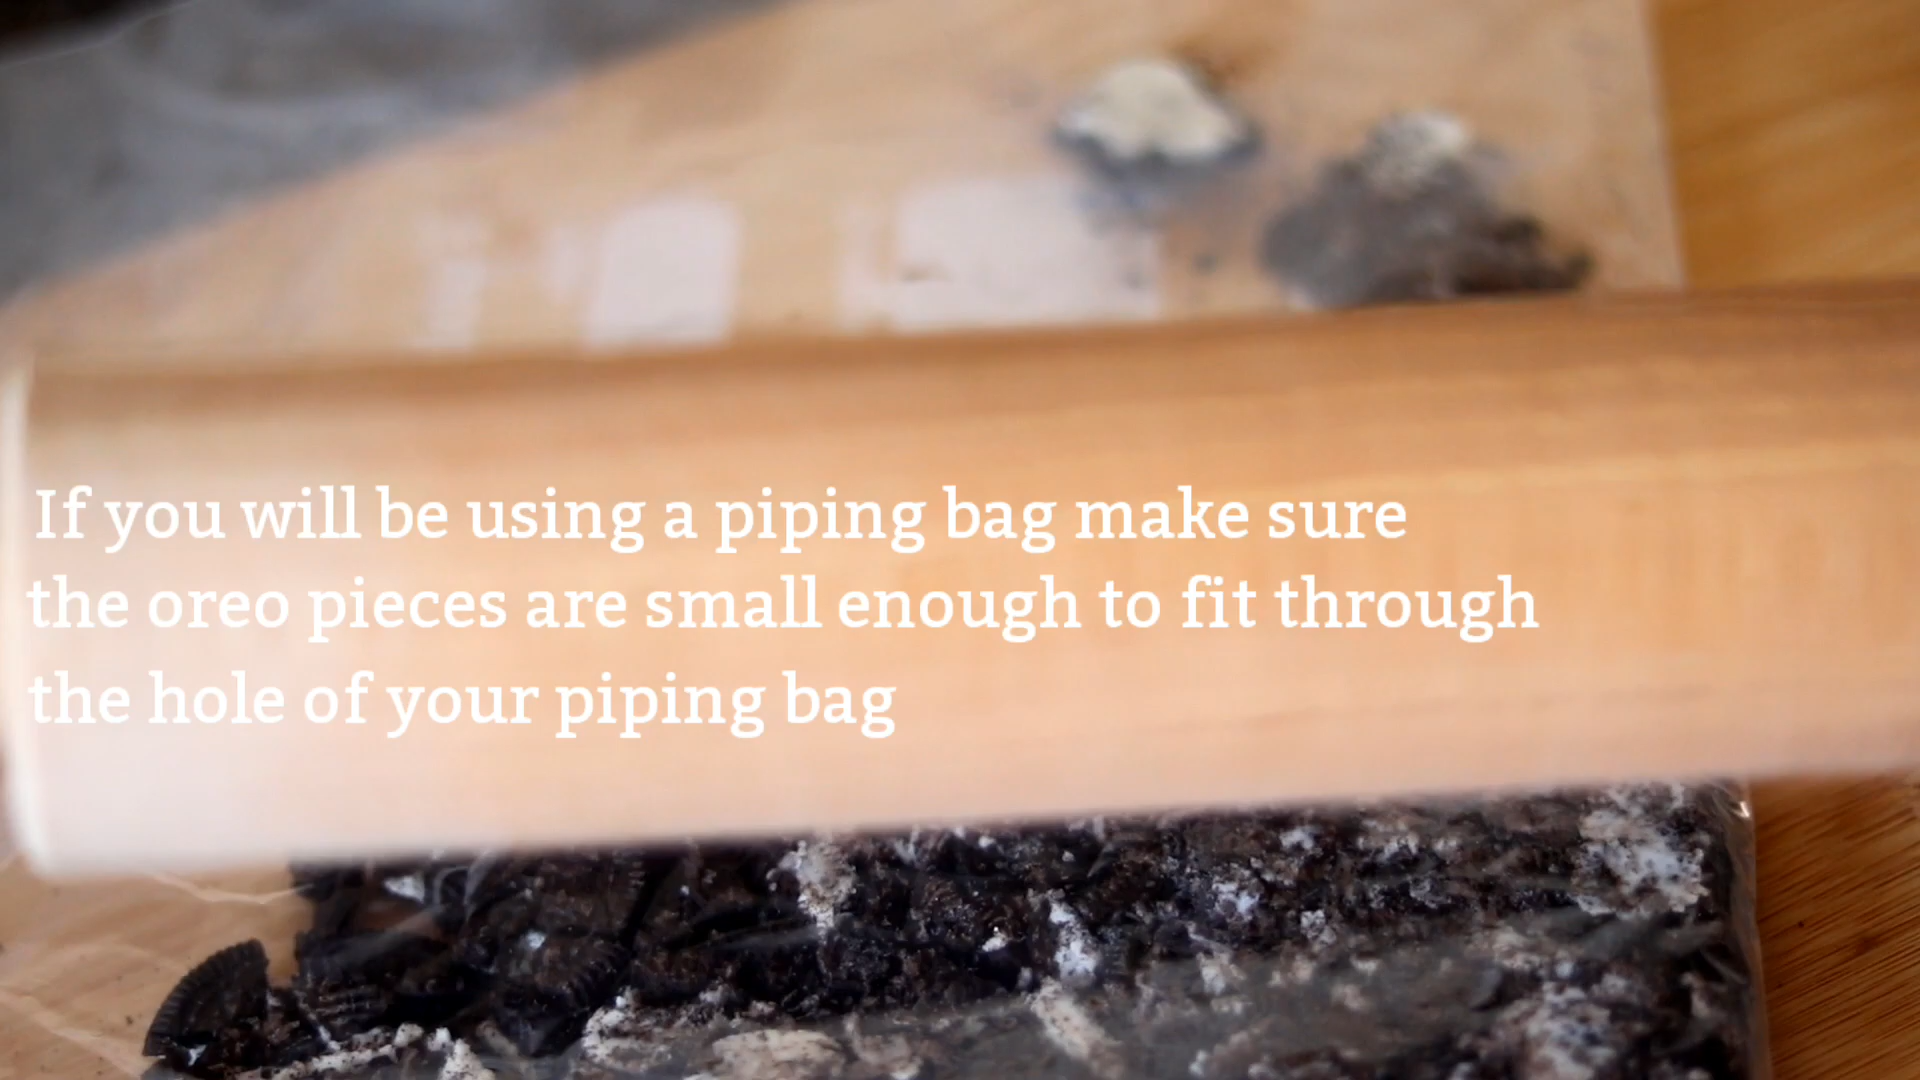 If you will be using a piping bag make sure
the oreo pieces are small enough to fit through
the hole of your piping bag